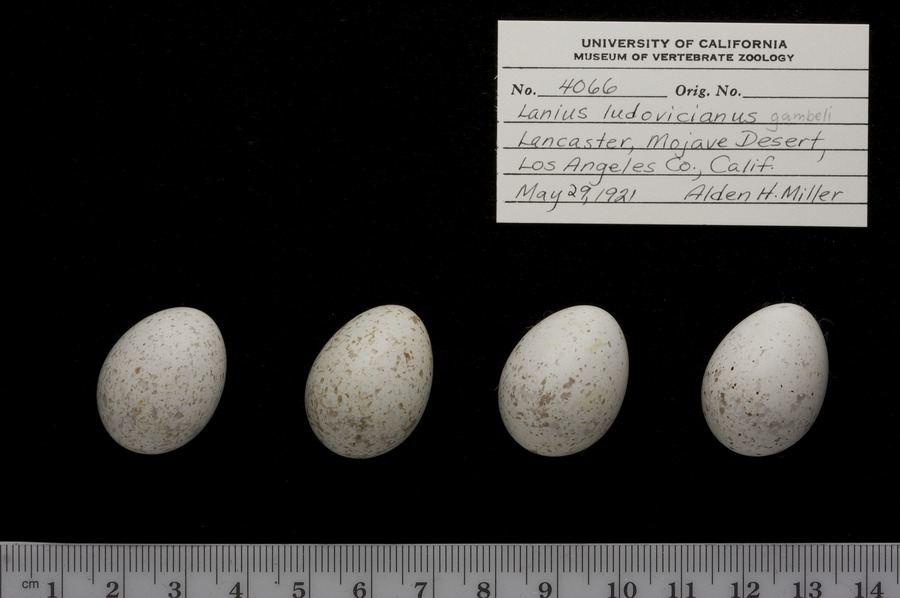 UNIVERSITY OF CALIFORNIA
MUSEUM OF VERTEBRATE ZOOLOGY
No. 4066 Orig. No.
Lanius ludovicianus gambeli
Lancaster, Mojave Desert,
Los Angeles Co., Calif.
May 29, 1921 Alden H. Miller
cm 1 2 3 4 5 6 7 8 9 10 11 12 13 14